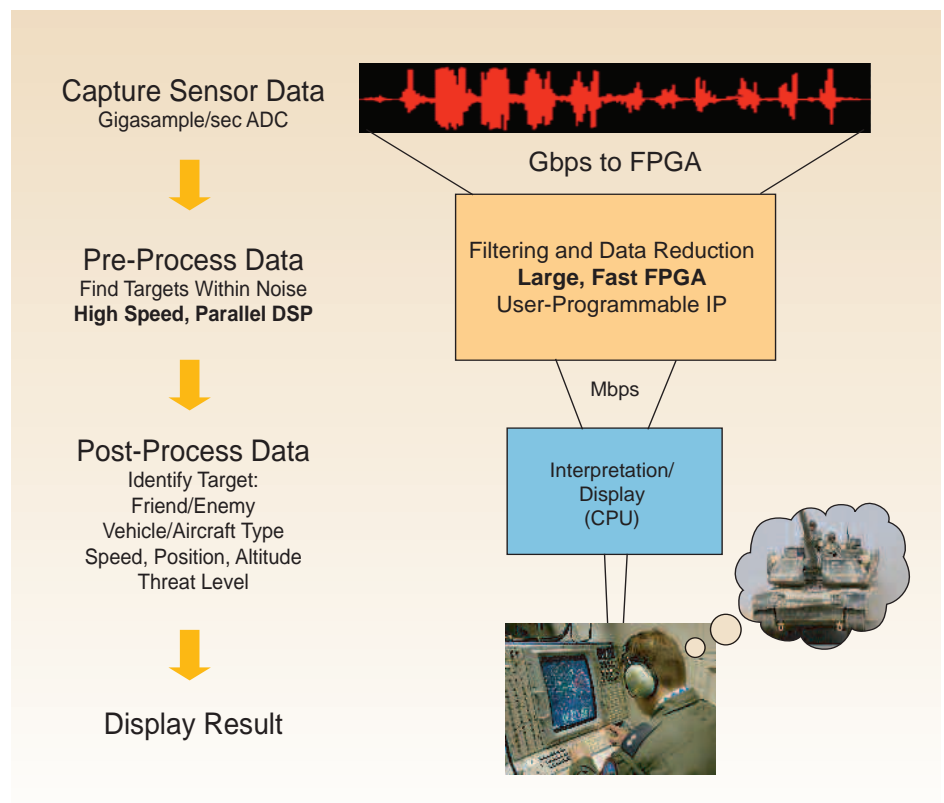 Capture Sensor Data
Gigasample/sec ADC
Gbps to FPGA
Pre-Process Data
Find Targets Within Noise
High Speed, Parallel DSP
Filtering and Data Reduction
Large, Fast FPGA
User-Programmable IP
Mbps
Post-Process Data
Identify Target:
Friend/Enemy
Vehicle/Aircraft Type
Speed, Position, Altitude
Threat Level
Interpretation/
Display
(CPU)
Display Result